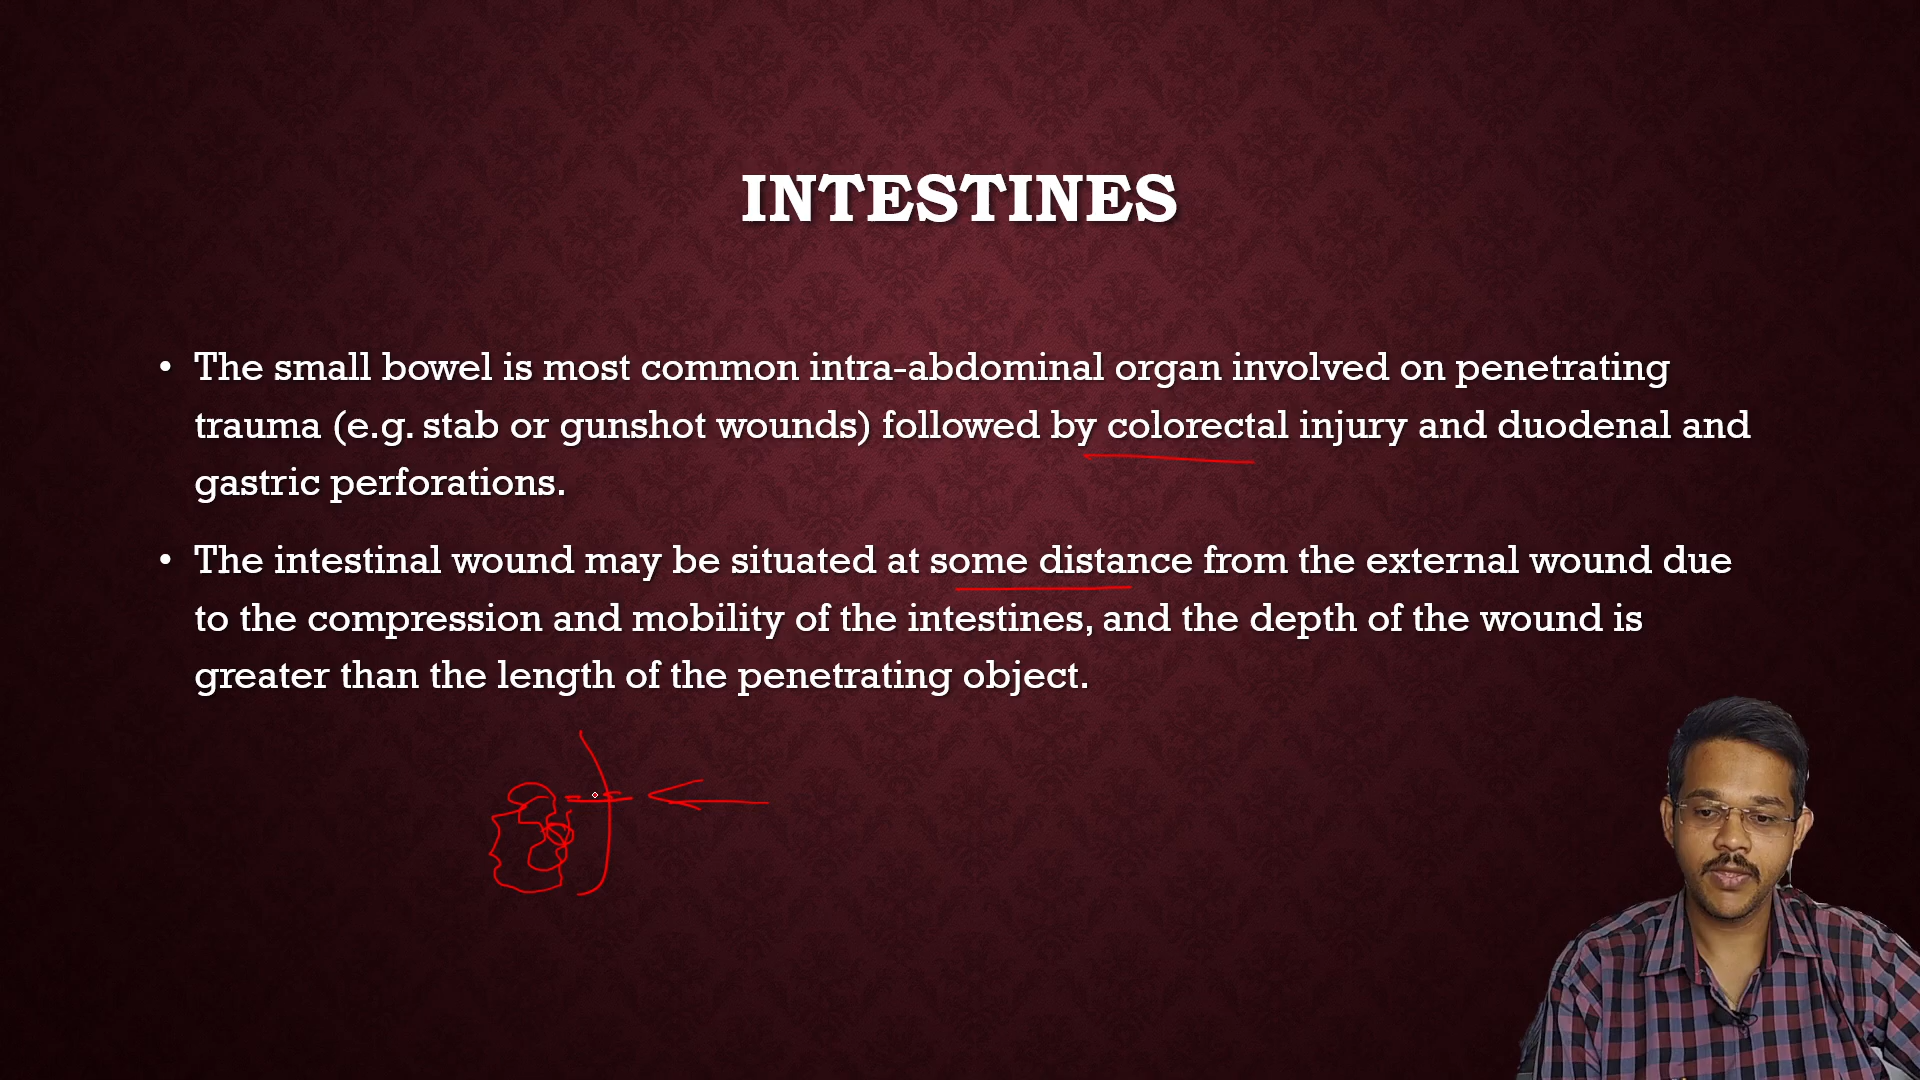 INTESTINES
• The small bowel is most common intra-abdominal organ involved on penetrating
trauma (e.g. stab or gunshot wounds) followed by colorectal injury and duodenal and
gastric perforations.
• The intestinal wound may be situated at some distance from the external wound due
to the compression and mobility of the intestines, and the depth of the wound is
greater than the length of the penetrating object.